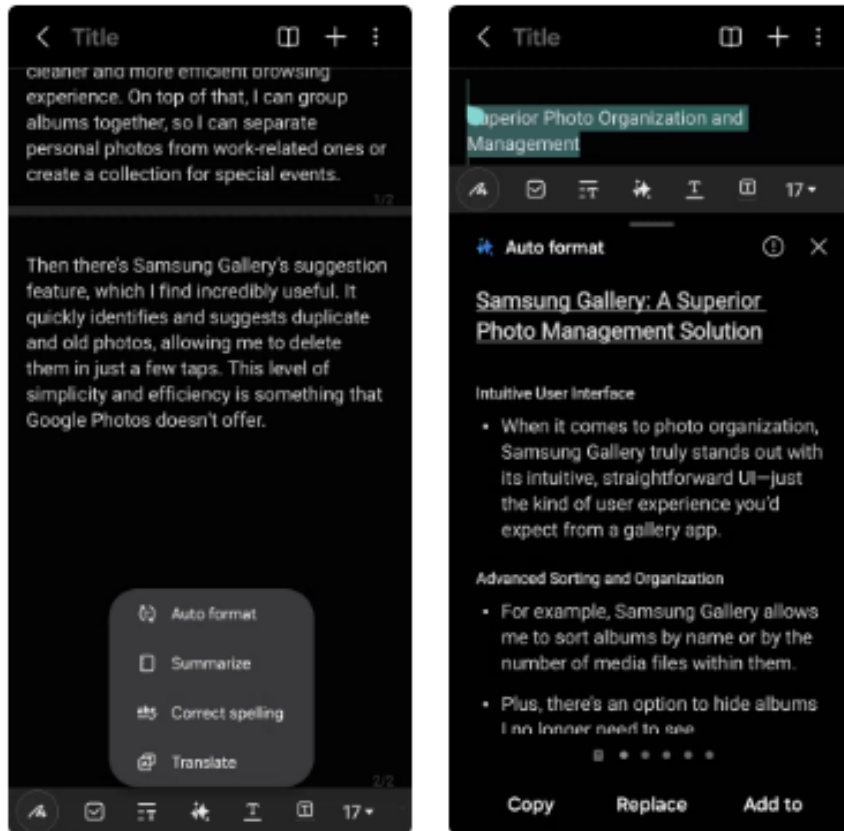 Title
cleaner and more efficient browsing
experience. On top of that, I can group
albums together, so I can separate
personal photos from work-related ones or
create a collection for special events.
1/2
Then there's Samsung Gallery's suggestion
feature, which I find incredibly useful. It
quickly identifies and suggests duplicate
and old photos, allowing me to delete
them in just a few taps. This level of
simplicity and efficiency is something that
Google Photos doesn't offer.
Auto format
Summarize
Correct spelling
Translate
2/2
17
Title
Superior Photo Organization and
Management
17
Auto format
Samsung Gallery: A Superior
Photo Management Solution
Intuitive User Interface
• When it comes to photo organization,
Samsung Gallery truly stands out with
its intuitive, straightforward UI—just
the kind of user experience you'd
expect from a gallery app.
Advanced Sorting and Organization
• For example, Samsung Gallery allows
me to sort albums by name or by the
number of media files within them.
• Plus, there's an option to hide albums
I no longer need to see
Copy Replace Add to